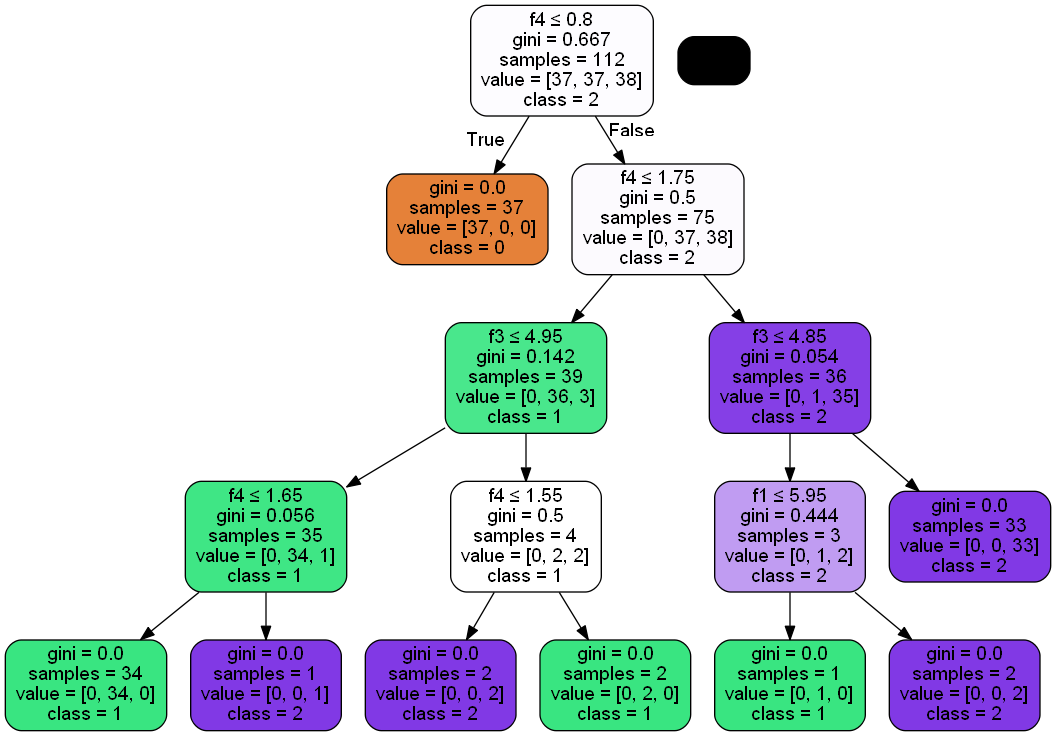 f4 ≤ 0.8
gini = 0.667
samples = 112
value = [37, 37, 38]
class = 2
True
False
gini = 0.0
samples = 37
value = [37, 0, 0]
class = 0
f4 ≤ 1.75
gini = 0.5
samples = 75
value = [0, 37, 38]
class = 2
f3 ≤ 4.95
gini = 0.142
samples = 39
value = [0, 36, 3]
class = 1
f3 ≤ 4.85
gini = 0.054
samples = 36
value = [0, 1, 35]
class = 2
f4 ≤ 1.65
gini = 0.056
samples = 35
value = [0, 34, 1]
class = 1
f4 ≤ 1.55
gini = 0.5
samples = 4
value = [0, 2, 2]
class = 1
f1 ≤ 5.95
gini = 0.444
samples = 3
value = [0, 1, 2]
class = 2
gini = 0.0
samples = 33
value = [0, 0, 33]
class = 2
gini = 0.0
samples = 34
value = [0, 34, 0]
class = 1
gini = 0.0
samples = 1
value = [0, 0, 1]
class = 2
gini = 0.0
samples = 2
value = [0, 0, 2]
class = 2
gini = 0.0
samples = 2
value = [0, 2, 0]
class = 1
gini = 0.0
samples = 1
value = [0, 1, 0]
class = 1
gini = 0.0
samples = 2
value = [0, 0, 2]
class = 2